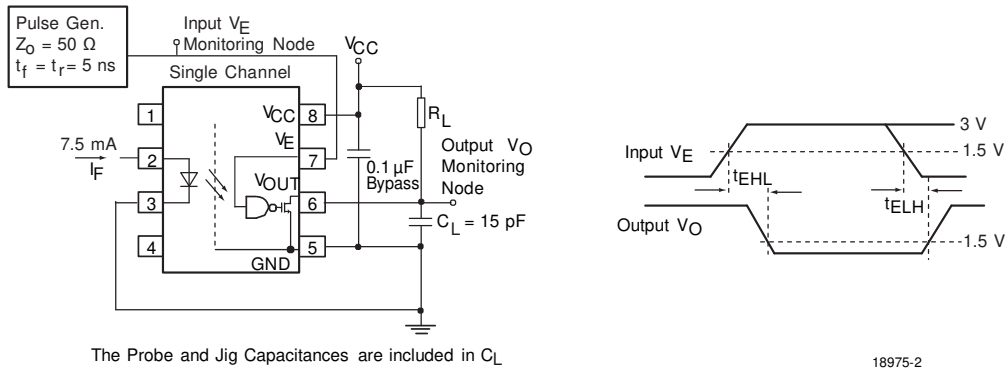 Pulse Gen.
Z_O = 50 Ω
t_f = t_r = 5 ns
Input V_E
Monitoring Node
Single Channel
V_CC
1
2
3
4
V_CC
8
V_E
7
V_OUT
6
5
GND
7.5 mA
I_F
0.1 µF
Bypass
R_L
Output V_O
Monitoring
Node
C_L = 15 pF
The Probe and Jig Capacitances are included in C_L
Input V_E
3 V
1.5 V
t_EHL
t_ELH
Output V_O
1.5 V
18975-2